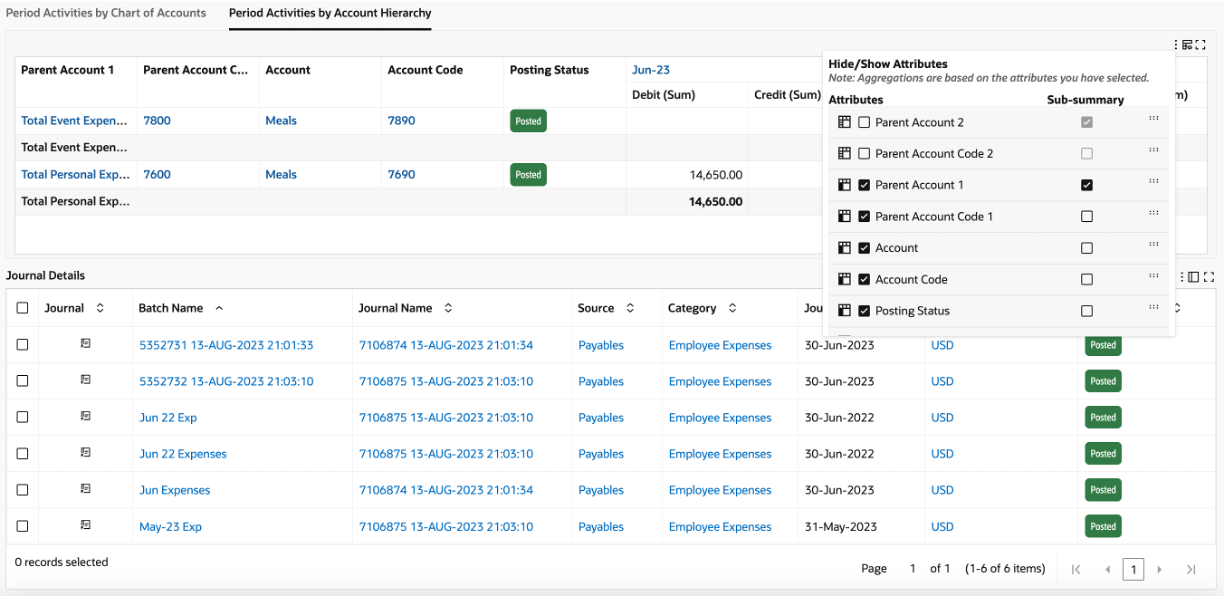 Period Activities by Chart of Accounts Period Activities by Account Hierarchy
Parent Account 1 Parent Account C... Account Account Code Posting Status Jun-23
Debit (Sum) Credit (Sum)
Total Event Expen... 7800 Meals 7890 Posted
Total Event Expen...
Total Personal Exp... 7600 Meals 7690 Posted 14,650.00
Total Personal Exp... 14,650.00
Hide/Show Attributes
Note: Aggregations are based on the attributes you have selected.
Attributes Sub-summary
Parent Account 2
Parent Account Code 2
Parent Account 1
Parent Account Code 1
Account
Account Code
Posting Status
Journal Details
Journal Batch Name Journal Name Source Category
5352731 13-AUG-2023 21:01:33 7106874 13-AUG-2023 21:01:34 Payables Employee Expenses 30-Jun-2023 USD Posted
5352732 13-AUG-2023 21:03:10 7106875 13-AUG-2023 21:03:10 Payables Employee Expenses 30-Jun-2023 USD Posted
Jun 22 Exp 7106875 13-AUG-2023 21:03:10 Payables Employee Expenses 30-Jun-2022 USD Posted
Jun 22 Expenses 7106875 13-AUG-2023 21:03:10 Payables Employee Expenses 30-Jun-2022 USD Posted
Jun Expenses 7106874 13-AUG-2023 21:01:34 Payables Employee Expenses 30-Jun-2023 USD Posted
May-23 Exp 7106875 13-AUG-2023 21:03:10 Payables Employee Expenses 31-May-2023 USD Posted
0 records selected
Page 1 of 1 (1-6 of 6 items) 1